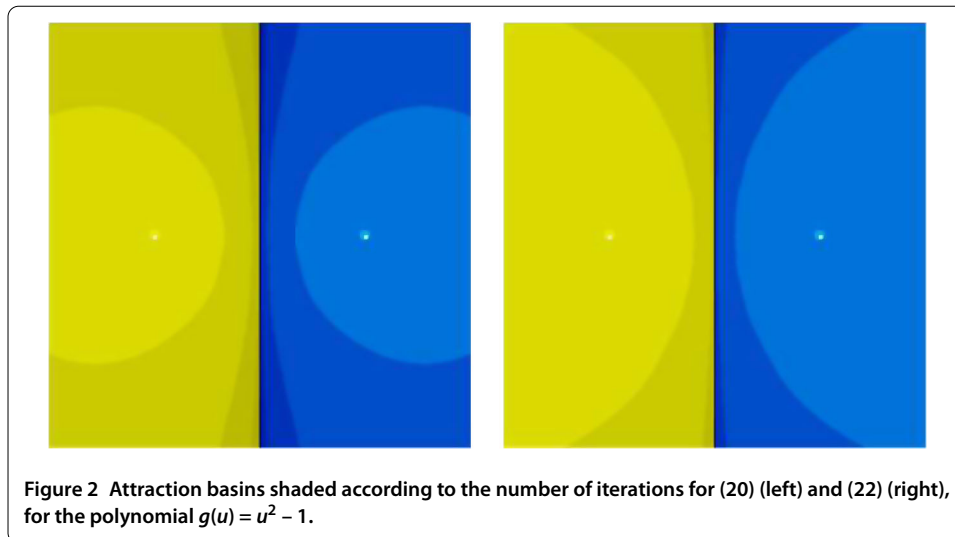 Figure 2 Attraction basins shaded according to the number of iterations for (20) (left) and (22) (right),
for the polynomial g(u) = u² – 1.